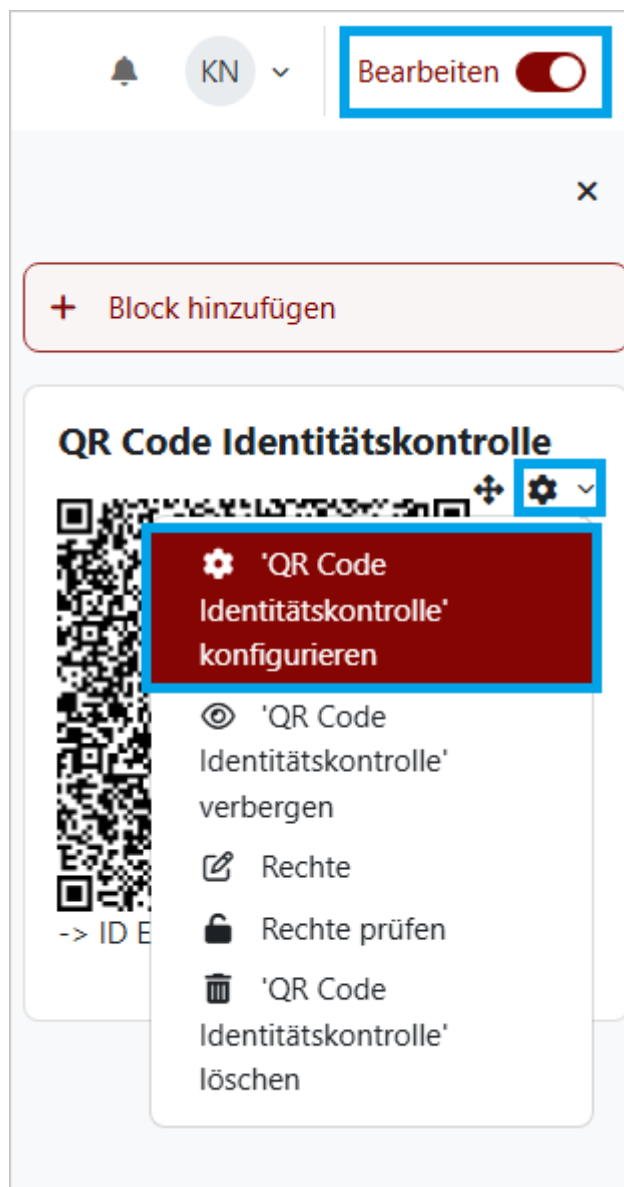 KN
Bearbeiten
Block hinzufügen
QR Code Identitätskontrolle
'QR Code
Identitätskontrolle'
konfigurieren
'QR Code
Identitätskontrolle'
verbergen
Rechte
-> ID E
Rechte prüfen
'QR Code
Identitätskontrolle'
löschen